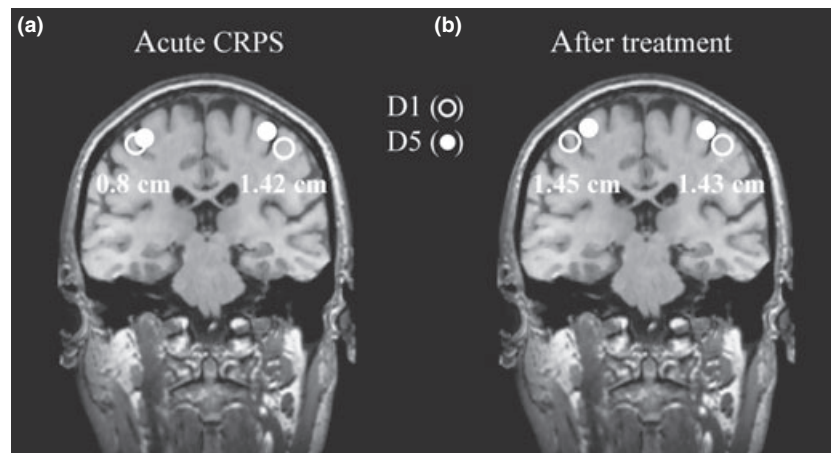 (a)
Acute CRPS
0.8 cm 1.42 cm
D1 (○)
D5 (●)
(b)
After treatment
1.45 cm 1.43 cm